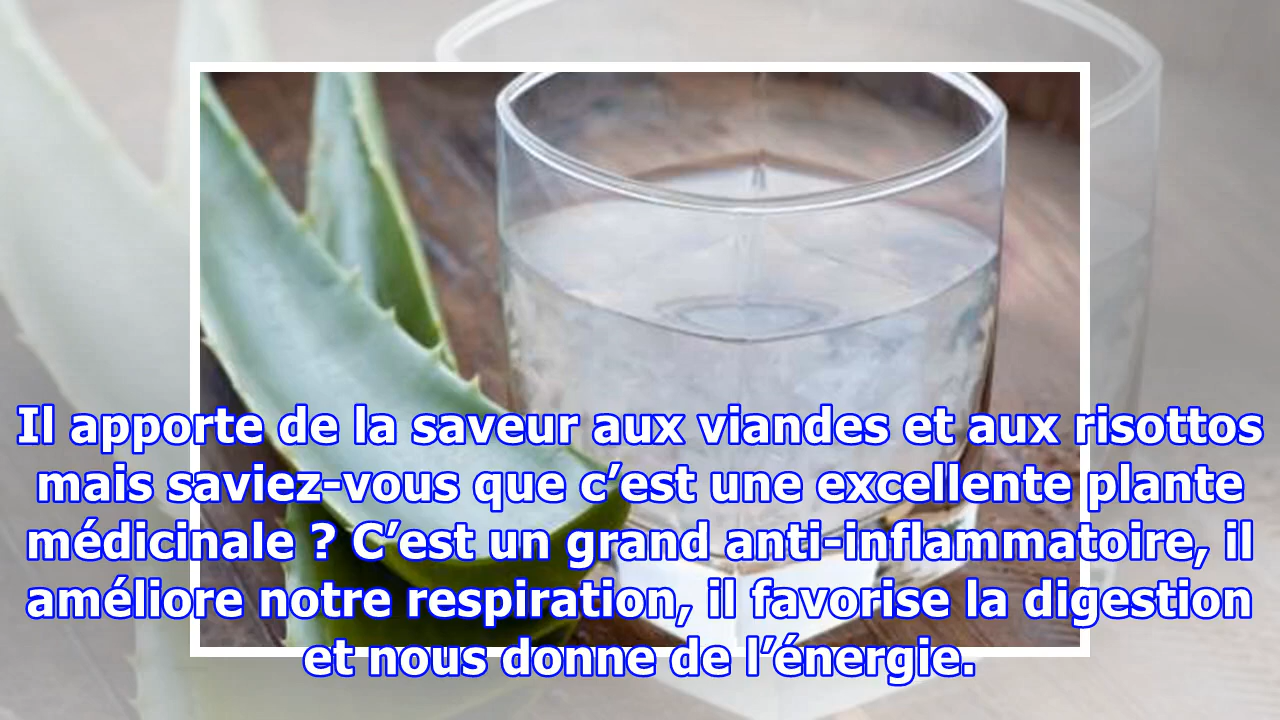 Il apporte de la saveur aux viandes et aux risottos
mais saviez-vous que c’est une excellente plante
médicinale ? C’est un grand anti-inflammatoire, il
améliore notre respiration, il favorise la digestion
et nous donne de l’énergie.